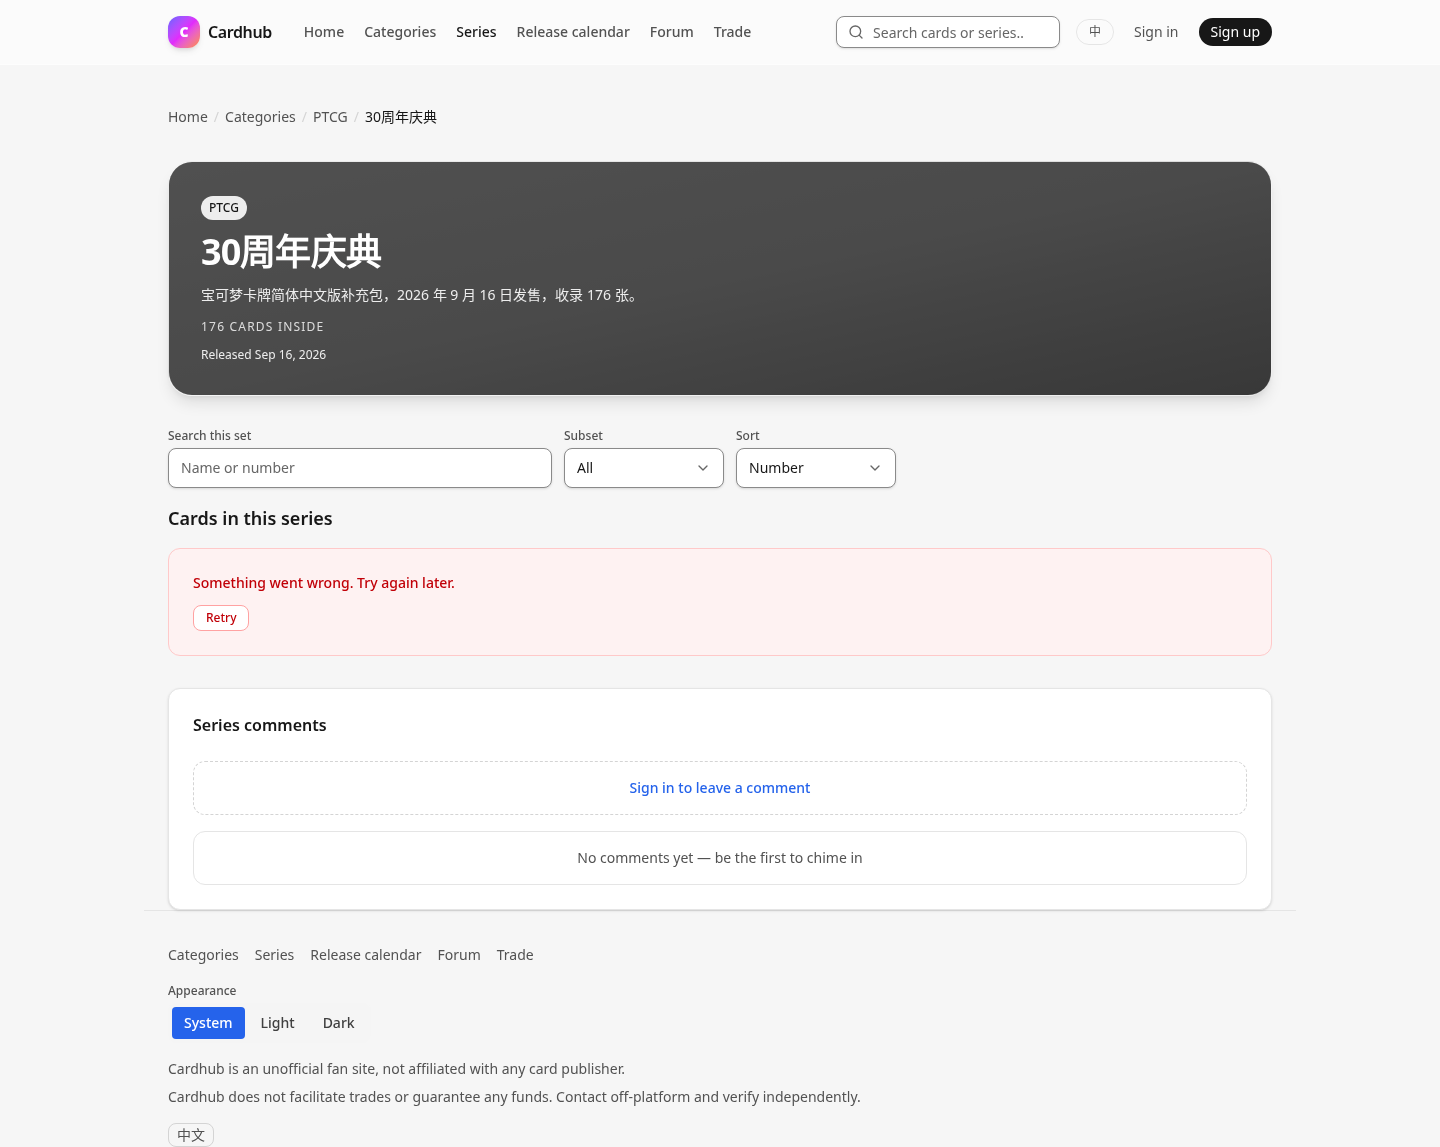 C Cardhub Home Categories Series Release calendar Forum Trade Search cards or series.. 中 Sign in Sign up
Home / Categories / PTCG / 30周年庆典
PTCG
30周年庆典
宝可梦卡牌简体中文版补充包，2026 年 9 月 16 日发售，收录 176 张。
176 CARDS INSIDE
Released Sep 16, 2026
Search this set Subset Sort
Name or number All Number
Cards in this series
Something went wrong. Try again later.
Retry
Series comments
Sign in to leave a comment
No comments yet — be the first to chime in
Categories Series Release calendar Forum Trade
Appearance
System Light Dark
Cardhub is an unofficial fan site, not affiliated with any card publisher.
Cardhub does not facilitate trades or guarantee any funds. Contact off-platform and verify independently.
中文